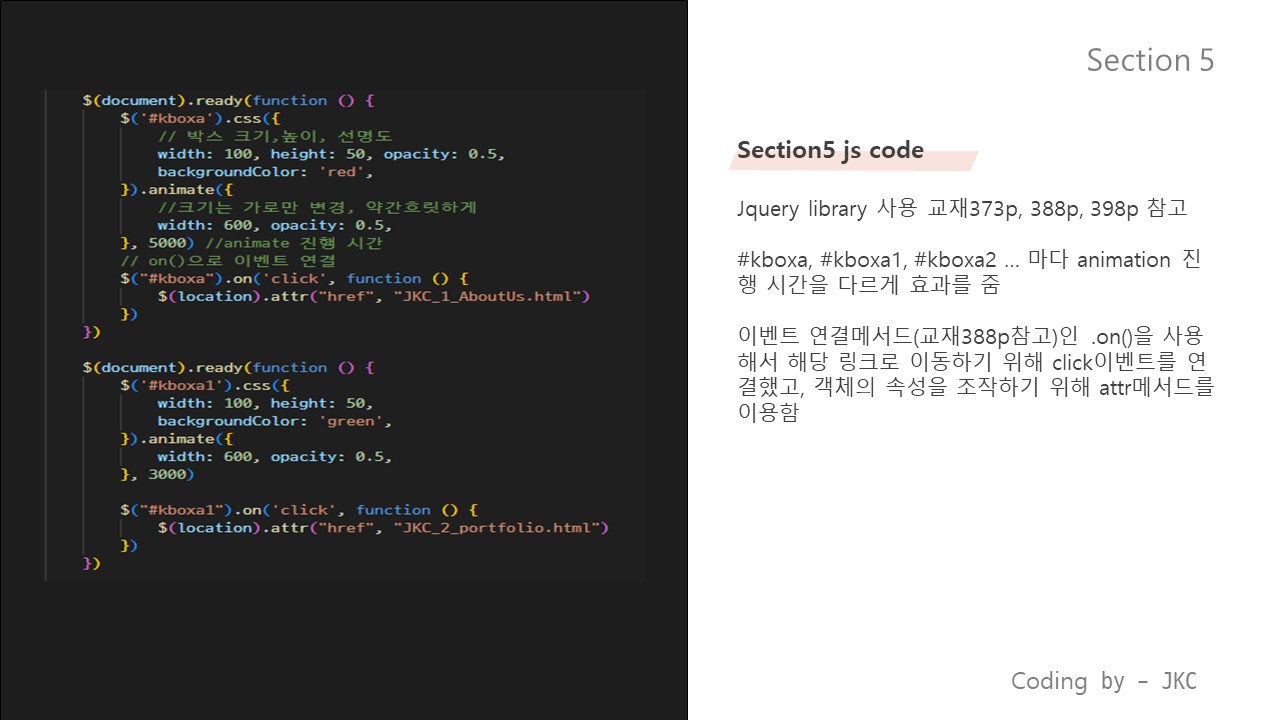 $(document).ready(function () {
$('#kboxa').css({
// 박스 크기,높이, 선명도
width: 100, height: 50, opacity: 0.5,
backgroundColor: 'red',
}).animate({
//크기는 가로만 변경, 약간흐릿하게
width: 600, opacity: 0.5,
}, 5000) //animate 진행 시간
// on()으로 이벤트 연결
$("#kboxa").on('click', function () {
$(location).attr("href", "JKC_1_AboutUs.html")
})
})
$(document).ready(function () {
$('#kboxa1').css({
width: 100, height: 50,
backgroundColor: 'green',
}).animate({
width: 600, opacity: 0.5,
}, 3000)
$("#kboxa1").on('click', function () {
$(location).attr("href", "JKC_2_portfolio.html")
})
})
Section 5
Section5 js code
Jquery library 사용 교재373p, 388p, 398p 참고
#kboxa, #kboxa1, #kboxa2 … 마다 animation 진
행 시간을 다르게 효과를 줌
이벤트 연결메서드(교재388p참고)인 .on()을 사용
해서 해당 링크로 이동하기 위해 click이벤트를 연
결했고, 객체의 속성을 조작하기 위해 attr메서드를
이용함
Coding by – JKC